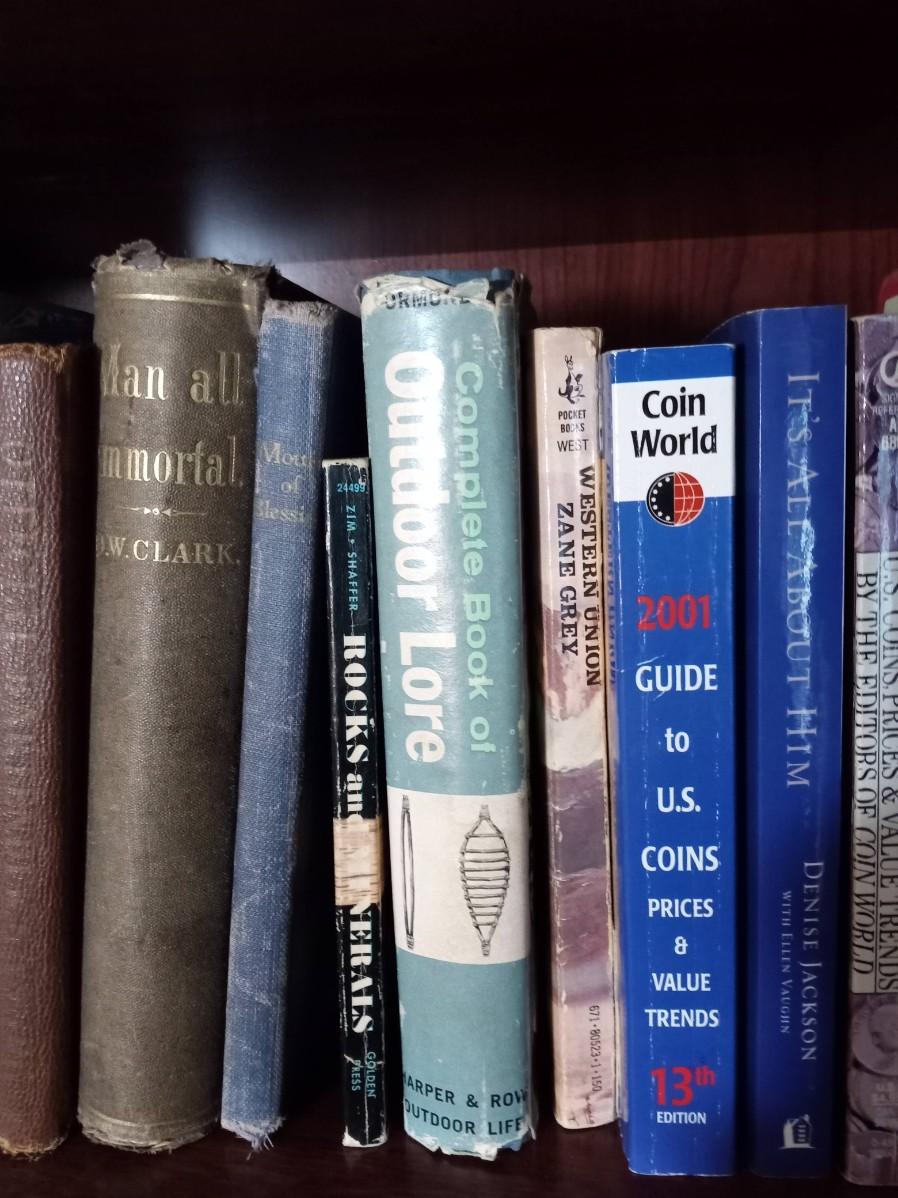 Man all
Immortal.
D.W. CLARK.
Mount
of
Blessing
24499
ZIM • SHAFFER
ROCKS and
NERALS
GOLDEN
PRESS
ORMOND
Complete Book of
Outdoor Lore
HARPER & ROW
OUTDOOR LIFE
POCKET
BOOKS
WEST
WESTERN UNION
ZANE GREY
671•80523•1•150
Coin
World
2001
GUIDE
to
U.S.
COINS
PRICES
&
VALUE
TRENDS
13th
EDITION
IT'S ALL ABOUT HIM
DENISE JACKSON
WITH ELLEN VAUGHN
U.S. COINS, PRICES & VALUE TRENDS
BY THE EDITORS OF COIN WORLD